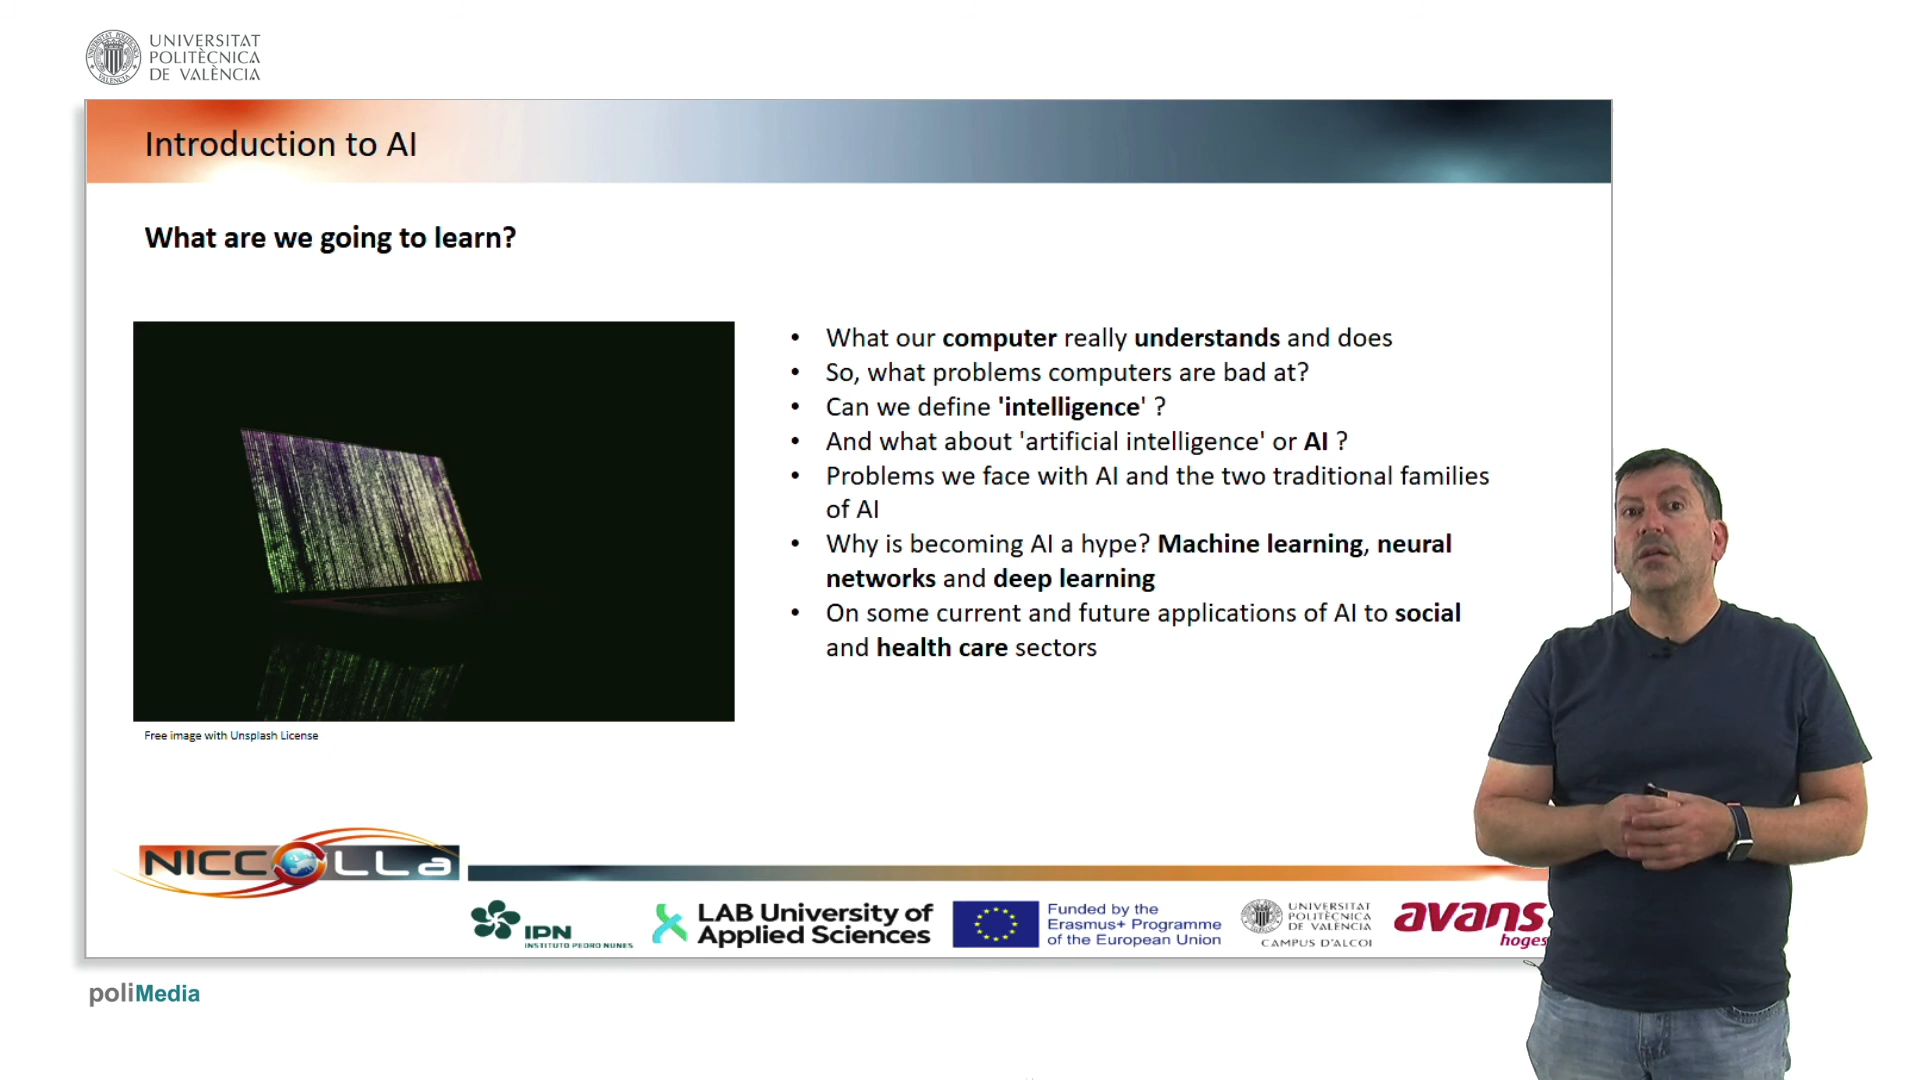 UNIVERSITAT
POLITÈCNICA
DE VALÈNCIA
Introduction to AI
What are we going to learn?
• What our computer really understands and does
• So, what problems computers are bad at?
• Can we define 'intelligence' ?
• And what about 'artificial intelligence' or AI ?
• Problems we face with AI and the two traditional families
of AI
• Why is becoming AI a hype? Machine learning, neural
networks and deep learning
• On some current and future applications of AI to social
and health care sectors
Free image with Unsplash License
NICCOLLa
IPN
INSTITUTO PEDRO NUNES
LAB University of
Applied Sciences
Funded by the
Erasmus+ Programme
of the European Union
UNIVERSITAT
POLITÈCNICA
DE VALÈNCIA
CAMPUS D'ALCOI
avans
hoges
poliMedia